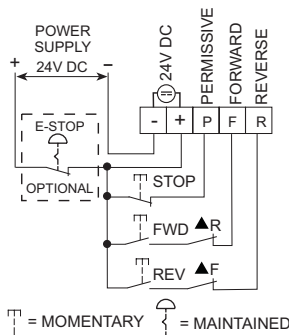 POWER
SUPPLY
+ 24V DC -
24V DC
PERMISSIVE
FORWARD
REVERSE
- + P F R
E-STOP
OPTIONAL
STOP
FWD ▲R
REV ▲F
= MOMENTARY = MAINTAINED